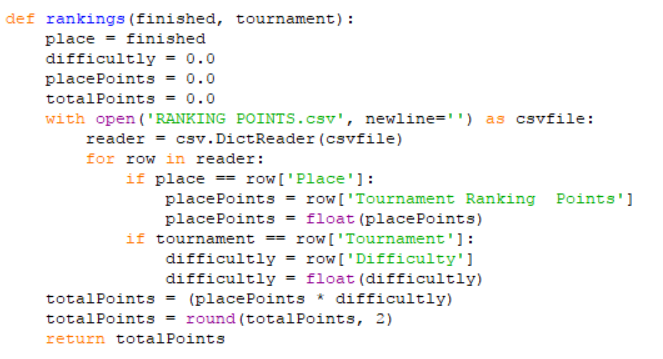 def rankings(finished, tournament):
    place = finished
    difficultly = 0.0
    placePoints = 0.0
    totalPoints = 0.0
    with open('RANKING POINTS.csv', newline='') as csvfile:
        reader = csv.DictReader(csvfile)
        for row in reader:
            if place == row['Place']:
                placePoints = row['Tournament Ranking  Points']
                placePoints = float(placePoints)
            if tournament == row['Tournament']:
                difficultly = row['Difficulty']
                difficultly = float(difficultly)
    totalPoints = (placePoints * difficultly)
    totalPoints = round(totalPoints, 2)
    return totalPoints